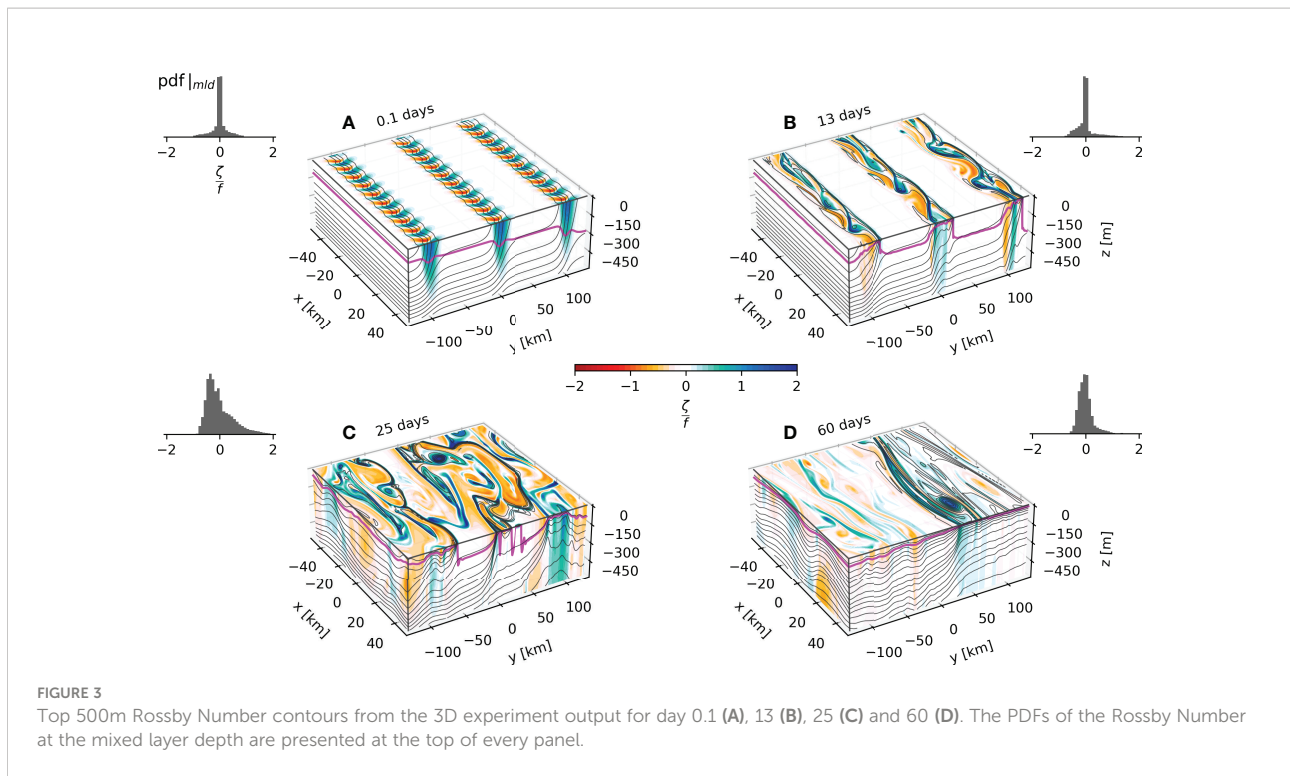 pdf |mld
−2 0 2
ζ/f
A 0.1 days
0
−150
−300
−450
z [m]
−40
−20
0
20
40
x [km]
−100 −50 0 50 100
y [km]
B 13 days
−2 0 2
0
−150
−300
−450
z [m]
−40
−20
0
20
40
x [km]
−100 −50 0 50 100
y [km]
−2 −1 0 1 2
ζ/f
−2 0 2
C 25 days
0
−150
−300
−450
z [m]
−40
−20
0
20
40
x [km]
−100 −50 0 50 100
y [km]
D 60 days
−2 0 2
0
−150
−300
−450
z [m]
−40
−20
0
20
40
x [km]
−100 −50 0 50 100
y [km]
FIGURE 3
Top 500m Rossby Number contours from the 3D experiment output for day 0.1 (A), 13 (B), 25 (C) and 60 (D). The PDFs of the Rossby Number
at the mixed layer depth are presented at the top of every panel.